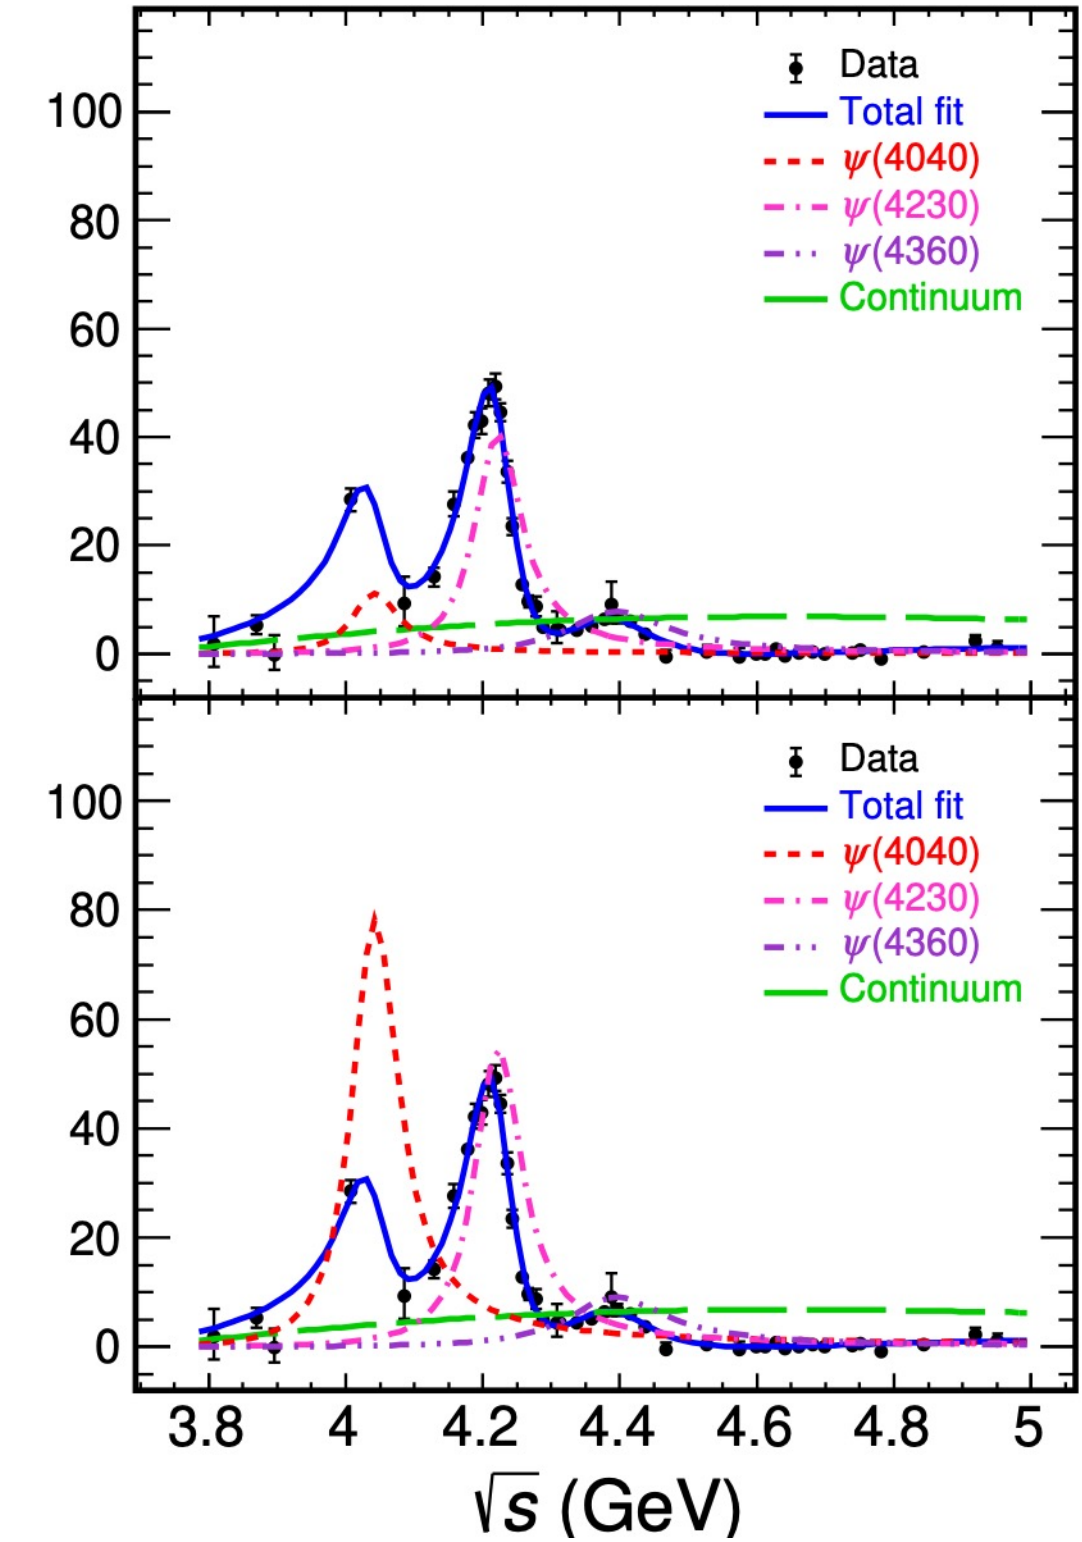 Data
Total fit
ψ(4040)
ψ(4230)
ψ(4360)
Continuum
100
80
60
40
20
0
Data
Total fit
ψ(4040)
ψ(4230)
ψ(4360)
Continuum
100
80
60
40
20
0
3.8 4 4.2 4.4 4.6 4.8 5
√s (GeV)